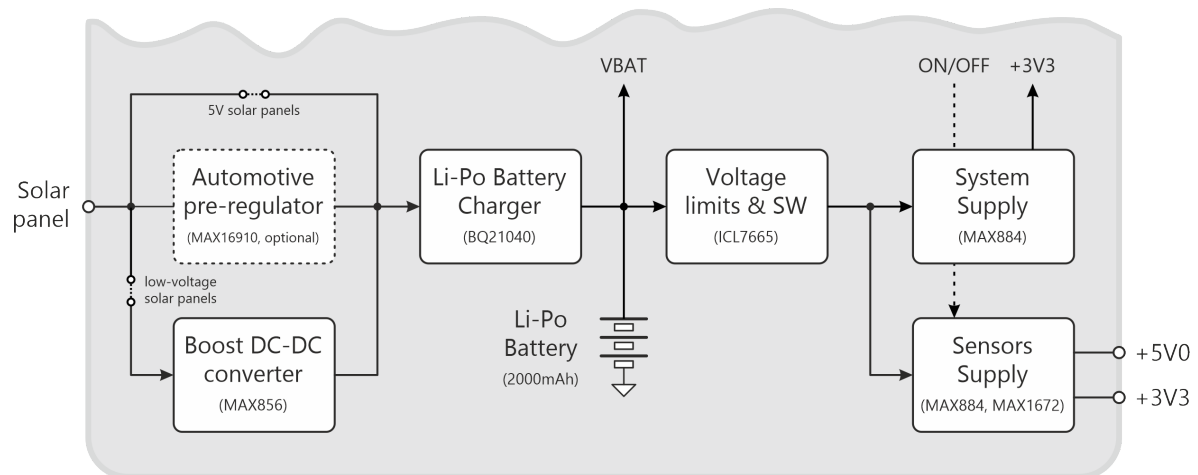 VBAT
ON/OFF
+3V3
5V solar panels
Solar
panel
Automotive
pre-regulator
(MAX16910, optional)
Li-Po Battery
Charger
(BQ21040)
Voltage
limits & SW
(ICL7665)
System
Supply
(MAX884)
low-voltage
solar panels
Boost DC-DC
converter
(MAX856)
Li-Po
Battery
(2000mAh)
Sensors
Supply
(MAX884, MAX1672)
+5V0
+3V3